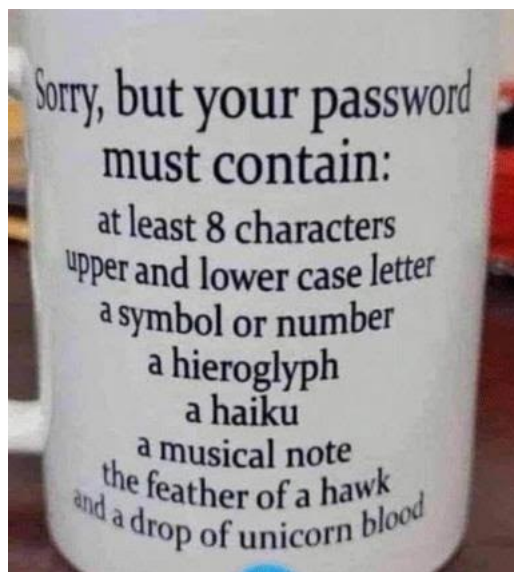 Sorry, but your password
must contain:
at least 8 characters
upper and lower case letter
a symbol or number
a hieroglyph
a haiku
a musical note
the feather of a hawk
and a drop of unicorn blood